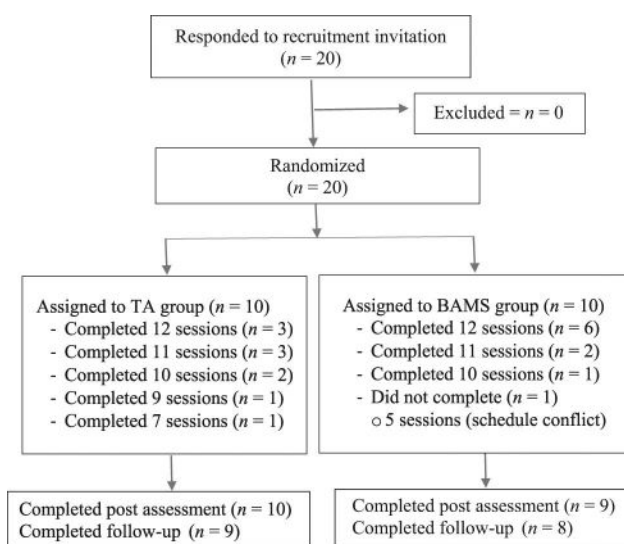 Responded to recruitment invitation
(n = 20)
Excluded = n = 0
Randomized
(n = 20)
Assigned to TA group (n = 10)
- Completed 12 sessions (n = 3)
- Completed 11 sessions (n = 3)
- Completed 10 sessions (n = 2)
- Completed 9 sessions (n = 1)
- Completed 7 sessions (n = 1)
Assigned to BAMS group (n = 10)
- Completed 12 sessions (n = 6)
- Completed 11 sessions (n = 2)
- Completed 10 sessions (n = 1)
- Did not complete (n = 1)
o 5 sessions (schedule conflict)
Completed post assessment (n = 10)
Completed follow-up (n = 9)
Completed post assessment (n = 9)
Completed follow-up (n = 8)